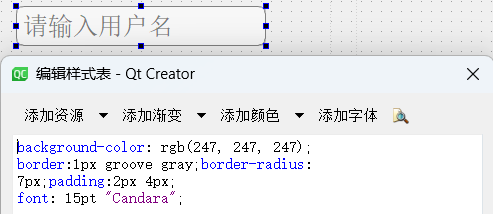 请输入用户名
QC 编辑样式表 - Qt Creator
添加资源 添加渐变 添加颜色 添加字体
background-color: rgb(247, 247, 247);
border:1px groove gray;border-radius:
7px;padding:2px 4px;
font: 15pt "Candara";